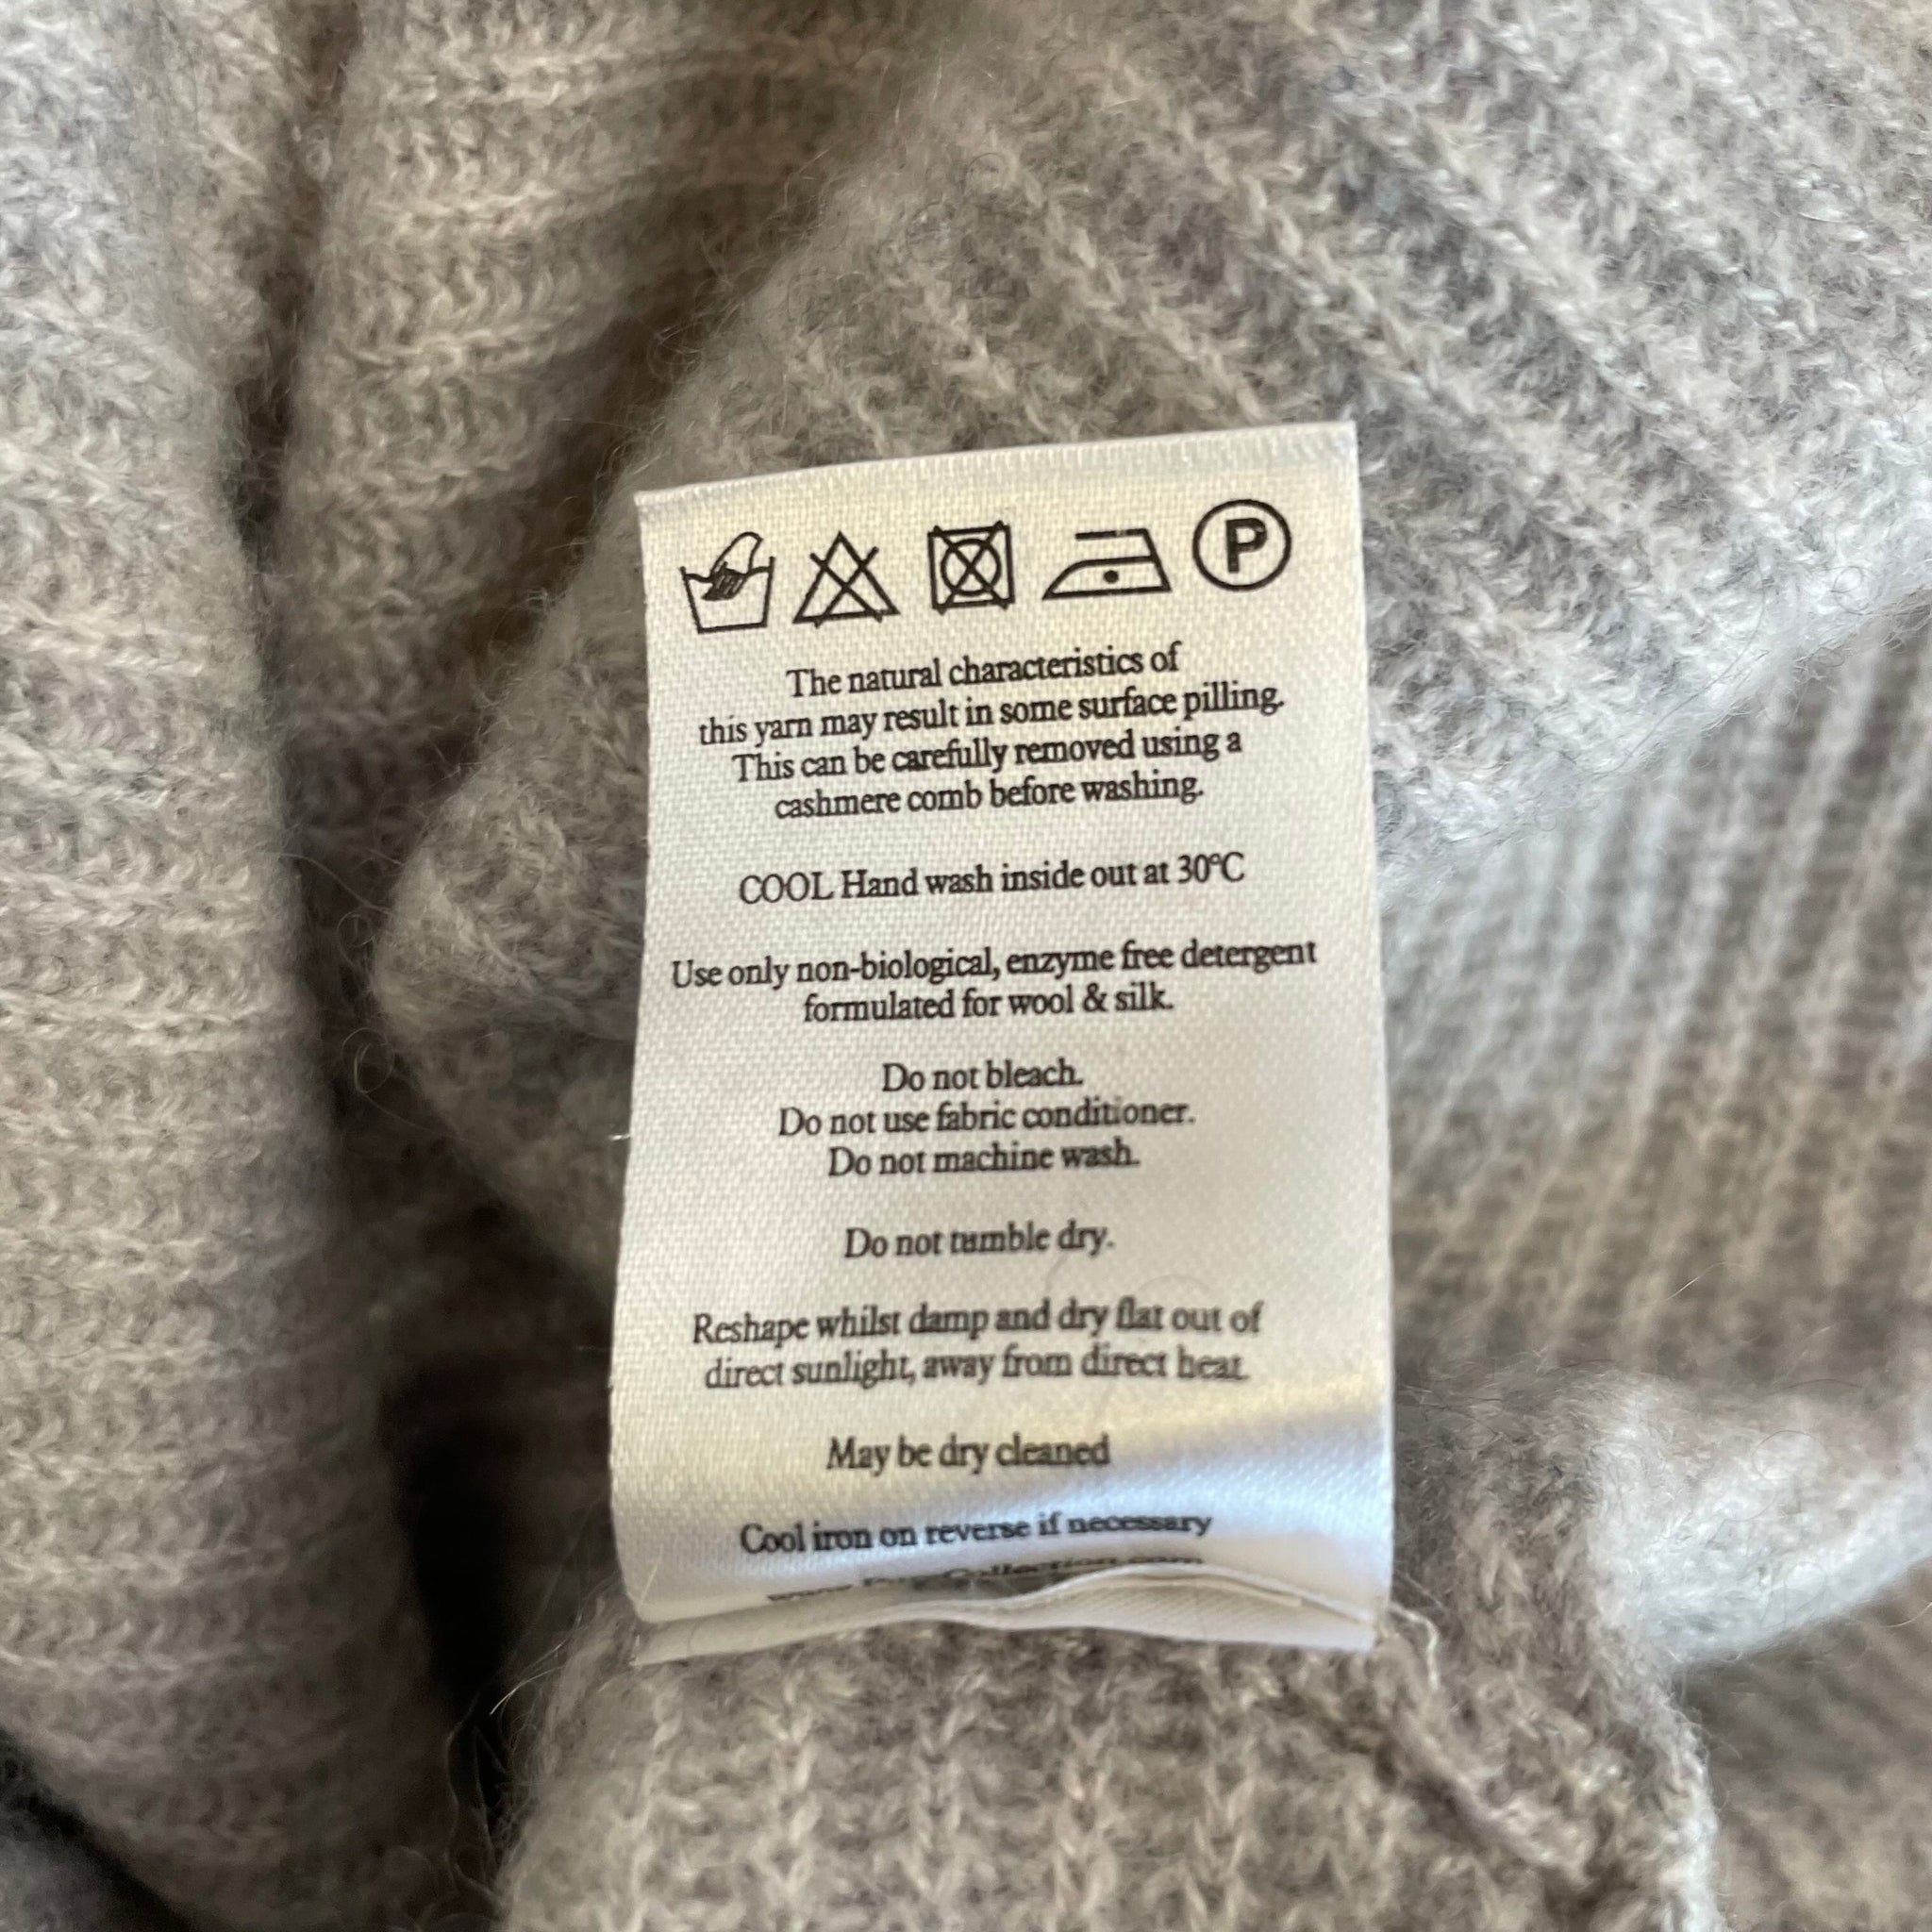 P
The natural characteristics of
this yarn may result in some surface pilling.
This can be carefully removed using a
cashmere comb before washing.
COOL Hand wash inside out at 30°C
Use only non-biological, enzyme free detergent
formulated for wool & silk.
Do not bleach.
Do not use fabric conditioner.
Do not machine wash.
Do not tumble dry.
Reshape whilst damp and dry flat out of
direct sunlight, away from direct heat.
May be dry cleaned
Cool iron on reverse if necessary